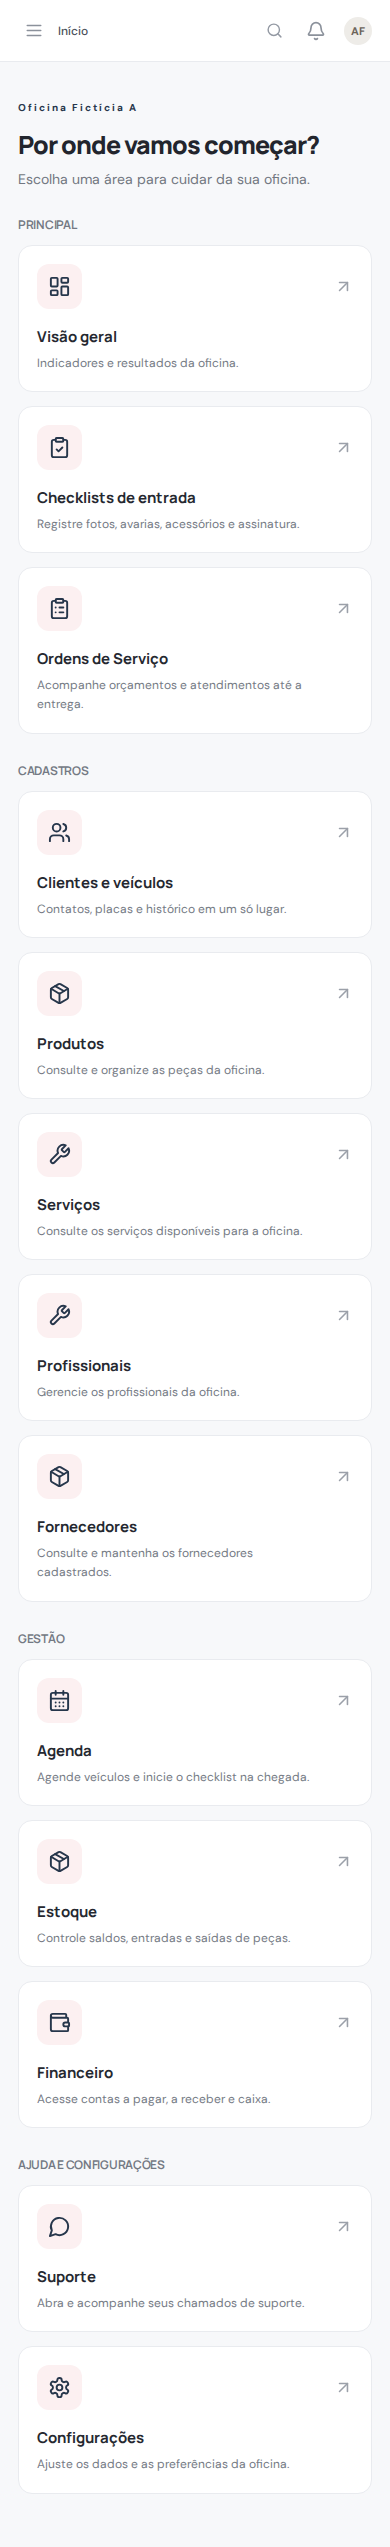 Início
AF
Oficina Fictícia A
Por onde vamos começar?
Escolha uma área para cuidar da sua oficina.
PRINCIPAL
Visão geral
Indicadores e resultados da oficina.
Checklists de entrada
Registre fotos, avarias, acessórios e assinatura.
Ordens de Serviço
Acompanhe orçamentos e atendimentos até a
entrega.
CADASTROS
Clientes e veículos
Contatos, placas e histórico em um só lugar.
Produtos
Consulte e organize as peças da oficina.
Serviços
Consulte os serviços disponíveis para a oficina.
Profissionais
Gerencie os profissionais da oficina.
Fornecedores
Consulte e mantenha os fornecedores
cadastrados.
GESTÃO
Agenda
Agende veículos e inicie o checklist na chegada.
Estoque
Controle saldos, entradas e saídas de peças.
Financeiro
Acesse contas a pagar, a receber e caixa.
AJUDA E CONFIGURAÇÕES
Suporte
Abra e acompanhe seus chamados de suporte.
Configurações
Ajuste os dados e as preferências da oficina.